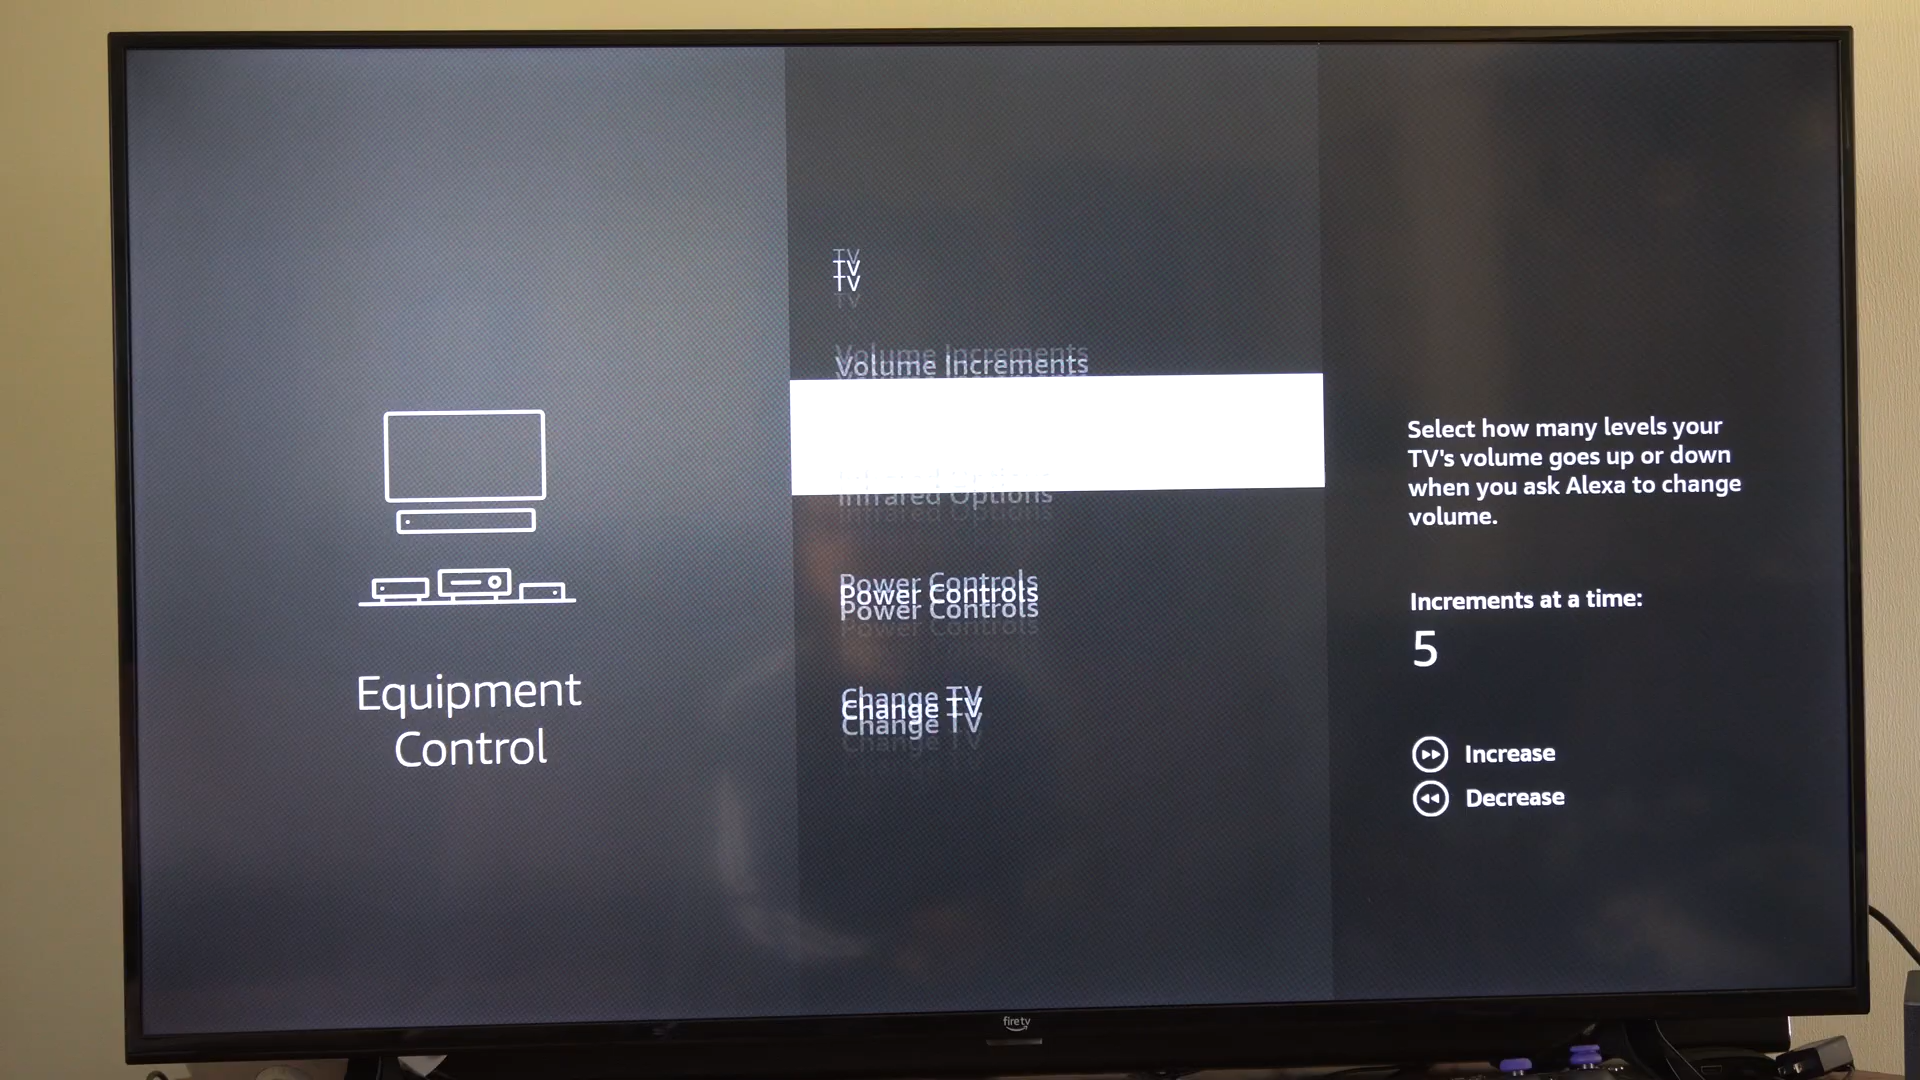 TV
Volume Increments
Infrared Options
Power Controls
Change TV
Equipment
Control
Select how many levels your
TV's volume goes up or down
when you ask Alexa to change
volume.
Increments at a time:
5
Increase
Decrease
firetv